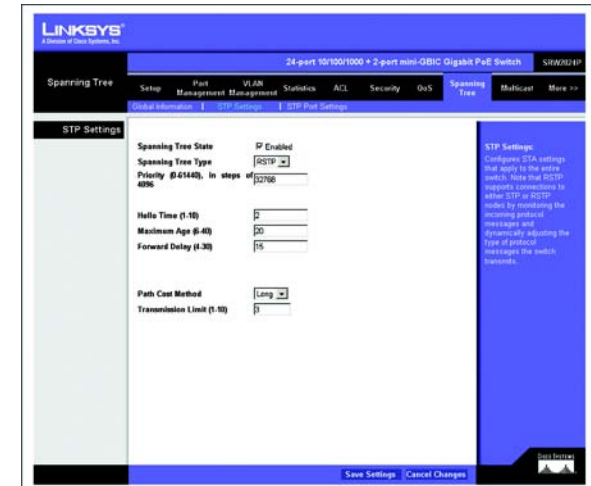 LINKSYS®
A Division of Cisco Systems, Inc.
24-port 10/100/1000 + 2-port mini-GBIC Gigabit PoE Switch SRW2024P
Spanning Tree
Setup Port Management VLAN Management Statistics ACL Security QoS Spanning Tree Multicast More >>
Global Information | STP Settings | STP Port Settings
STP Settings
Spanning Tree State Enabled
Spanning Tree Type RSTP
Priority (0-61440), in steps of 4096 32768
Hello Time (1-10) 2
Maximum Age (6-40) 20
Forward Delay (4-30) 15
Path Cost Method Long
Transmission Limit (1-10) 3
STP Settings:
Configures STA settings
that apply to the entire
switch. Note that RSTP
supports connections to
either STP or RSTP
nodes by monitoring the
incoming protocol
messages and
dynamically adjusting the
type of protocol
messages the switch
transmits.
Save Settings Cancel Changes
CISCO SYSTEMS